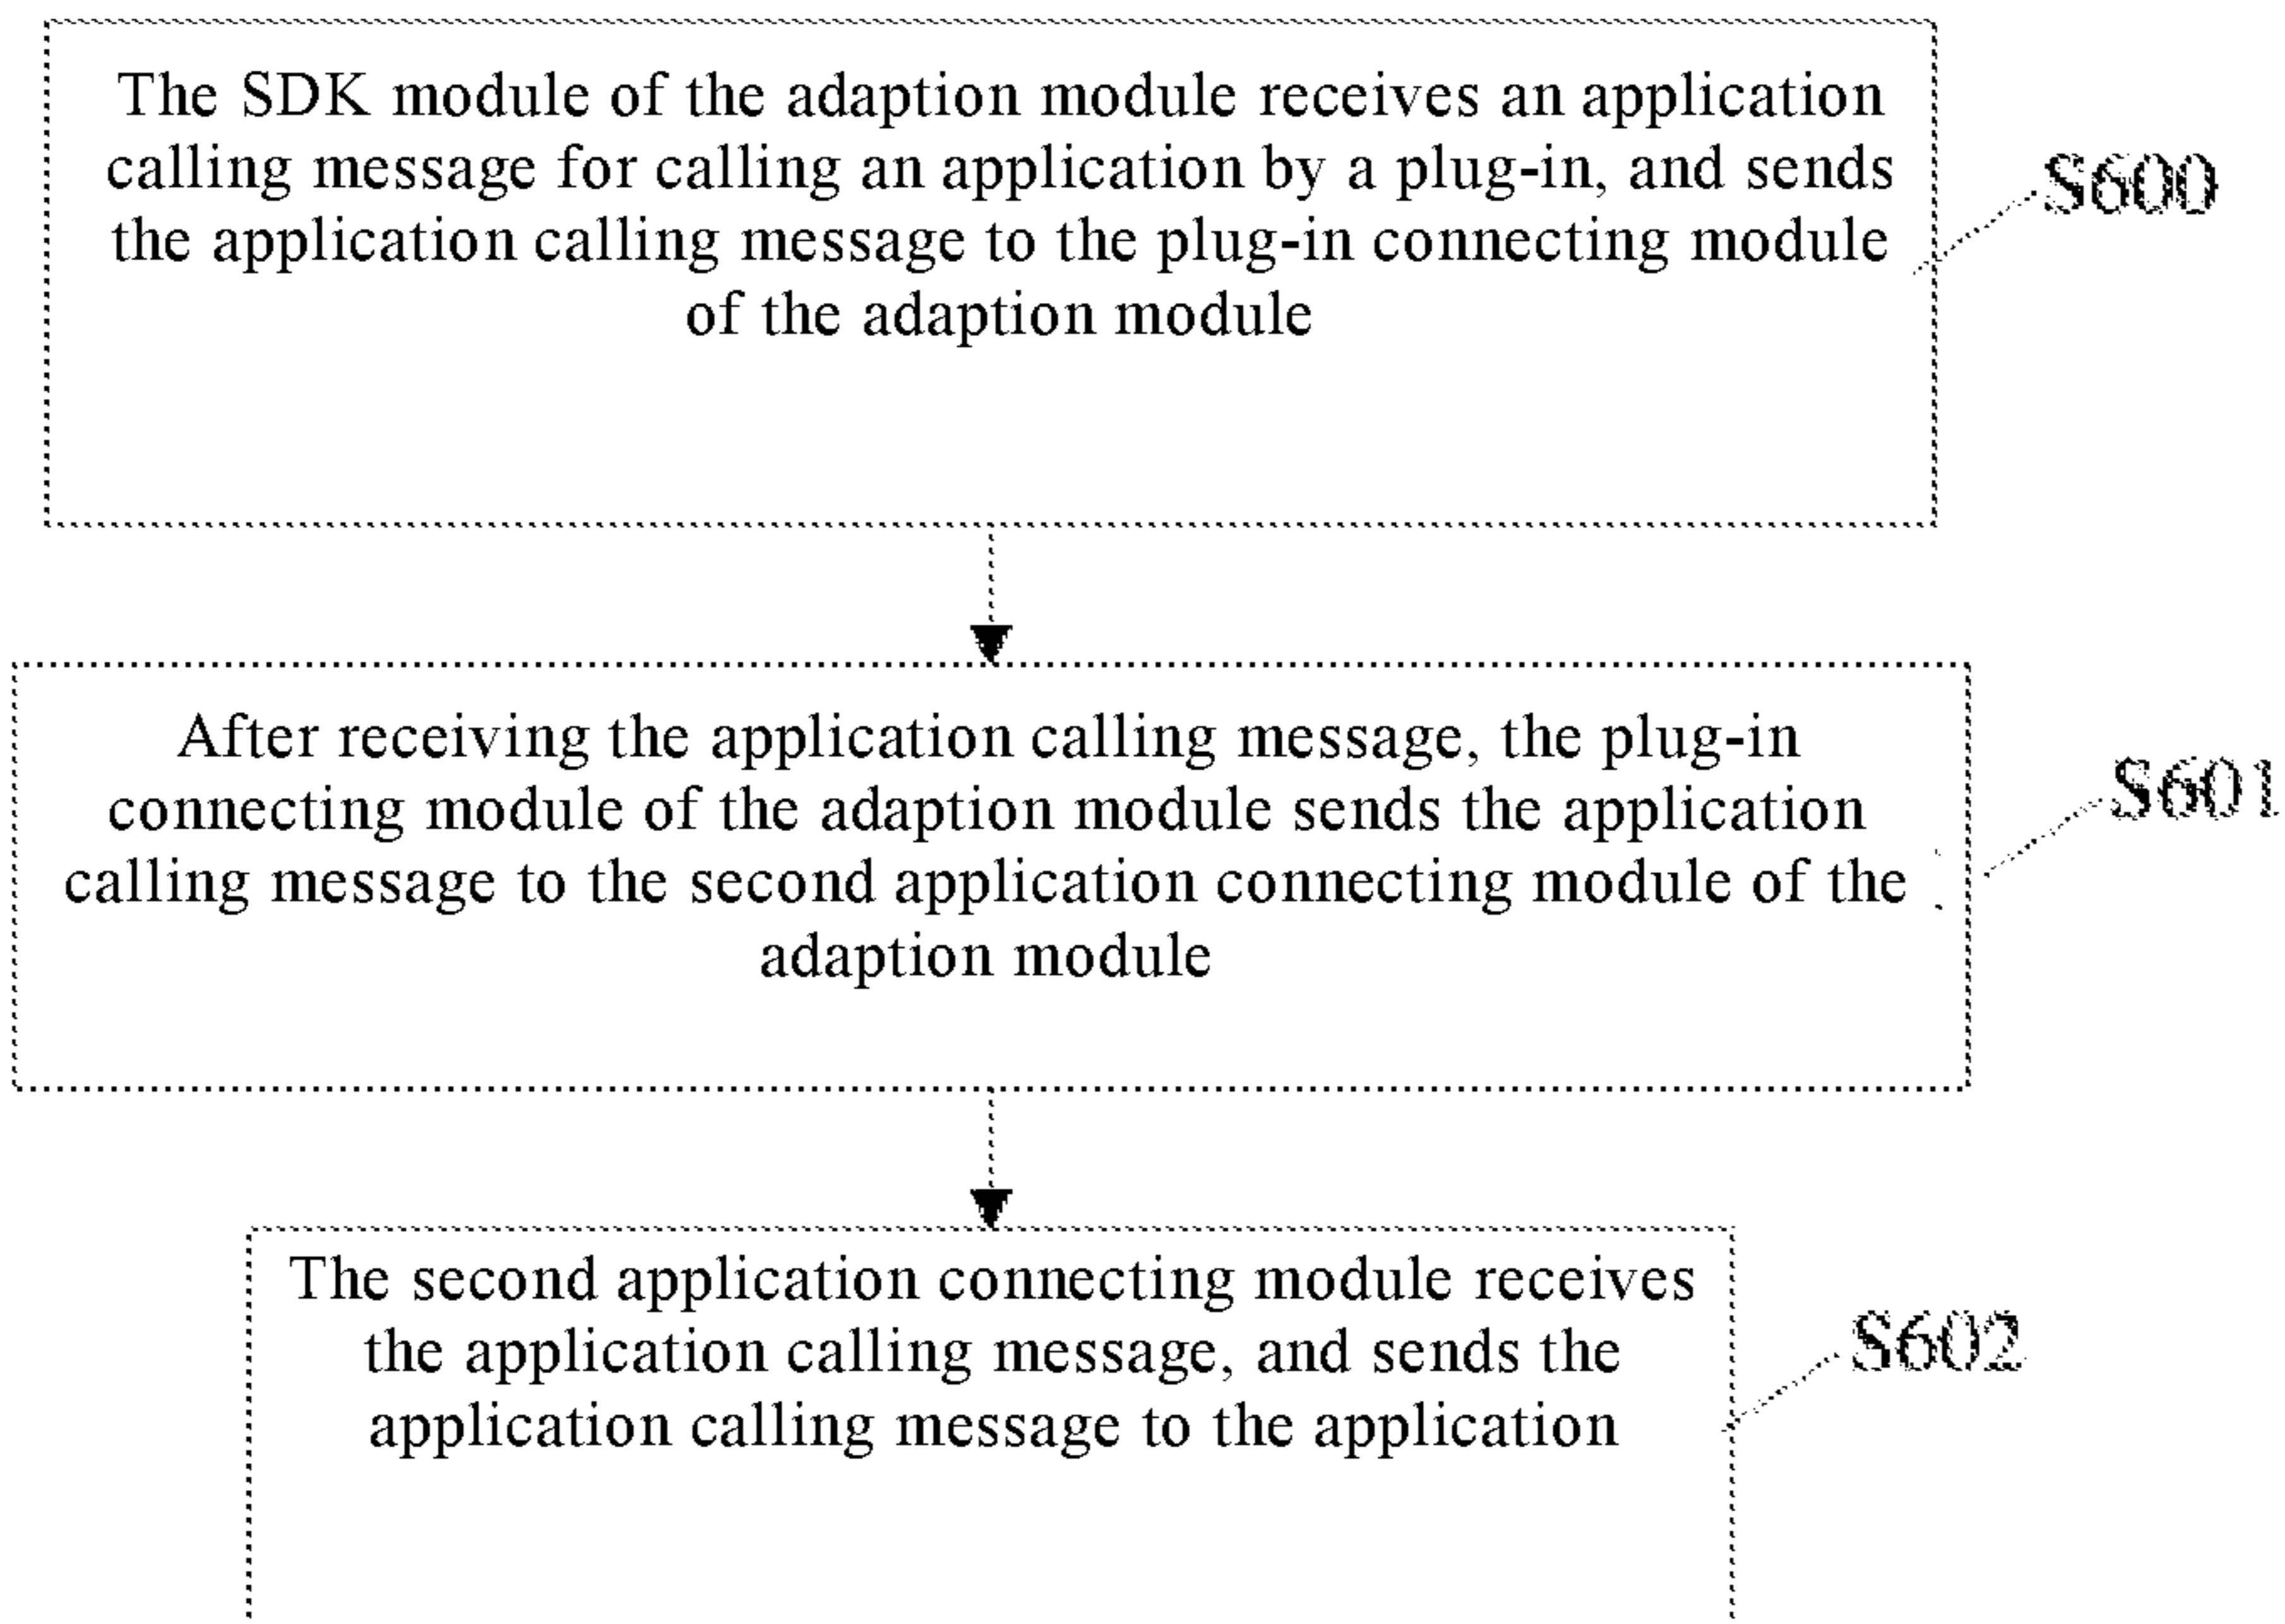 The SDK module of the adaption module receives an application
calling message for calling an application by a plug-in, and sends
the application calling message to the plug-in connecting module
of the adaption module
S600
After receiving the application calling message, the plug-in
connecting module of the adaption module sends the application
calling message to the second application connecting module of the
adaption module
S601
The second application connecting module receives
the application calling message, and sends the
application calling message to the application
S602